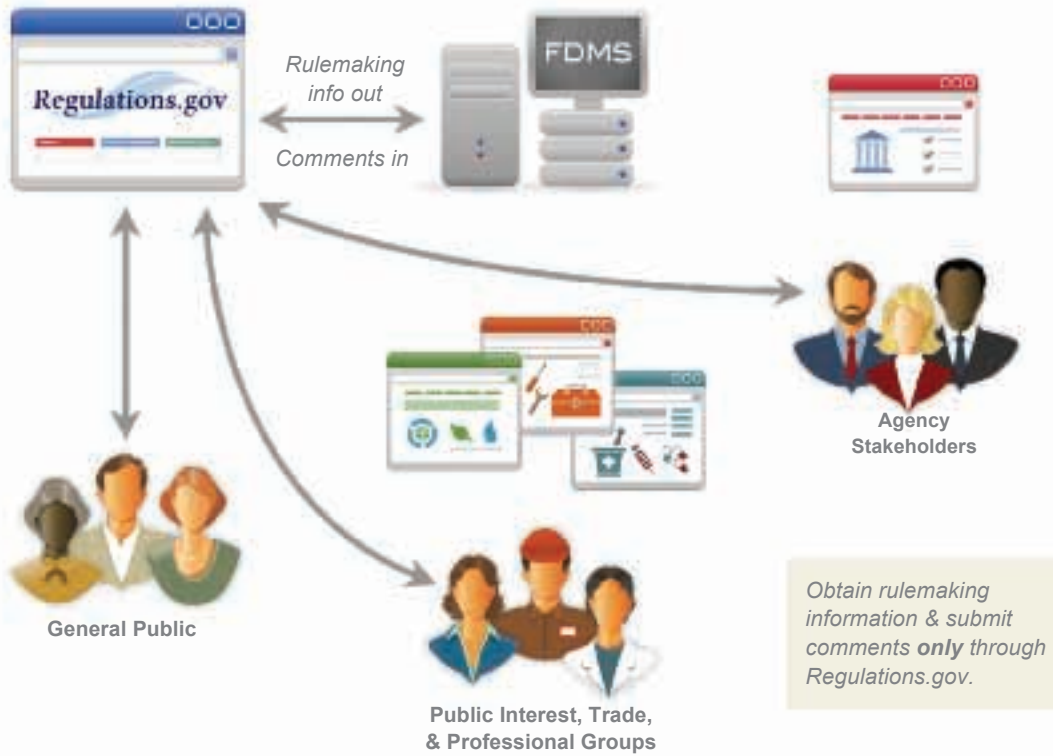 Regulations.gov
Rulemaking
info out
Comments in
FDMS
Agency
Stakeholders
General Public
Public Interest, Trade,
& Professional Groups
Obtain rulemaking
information & submit
comments only through
Regulations.gov.